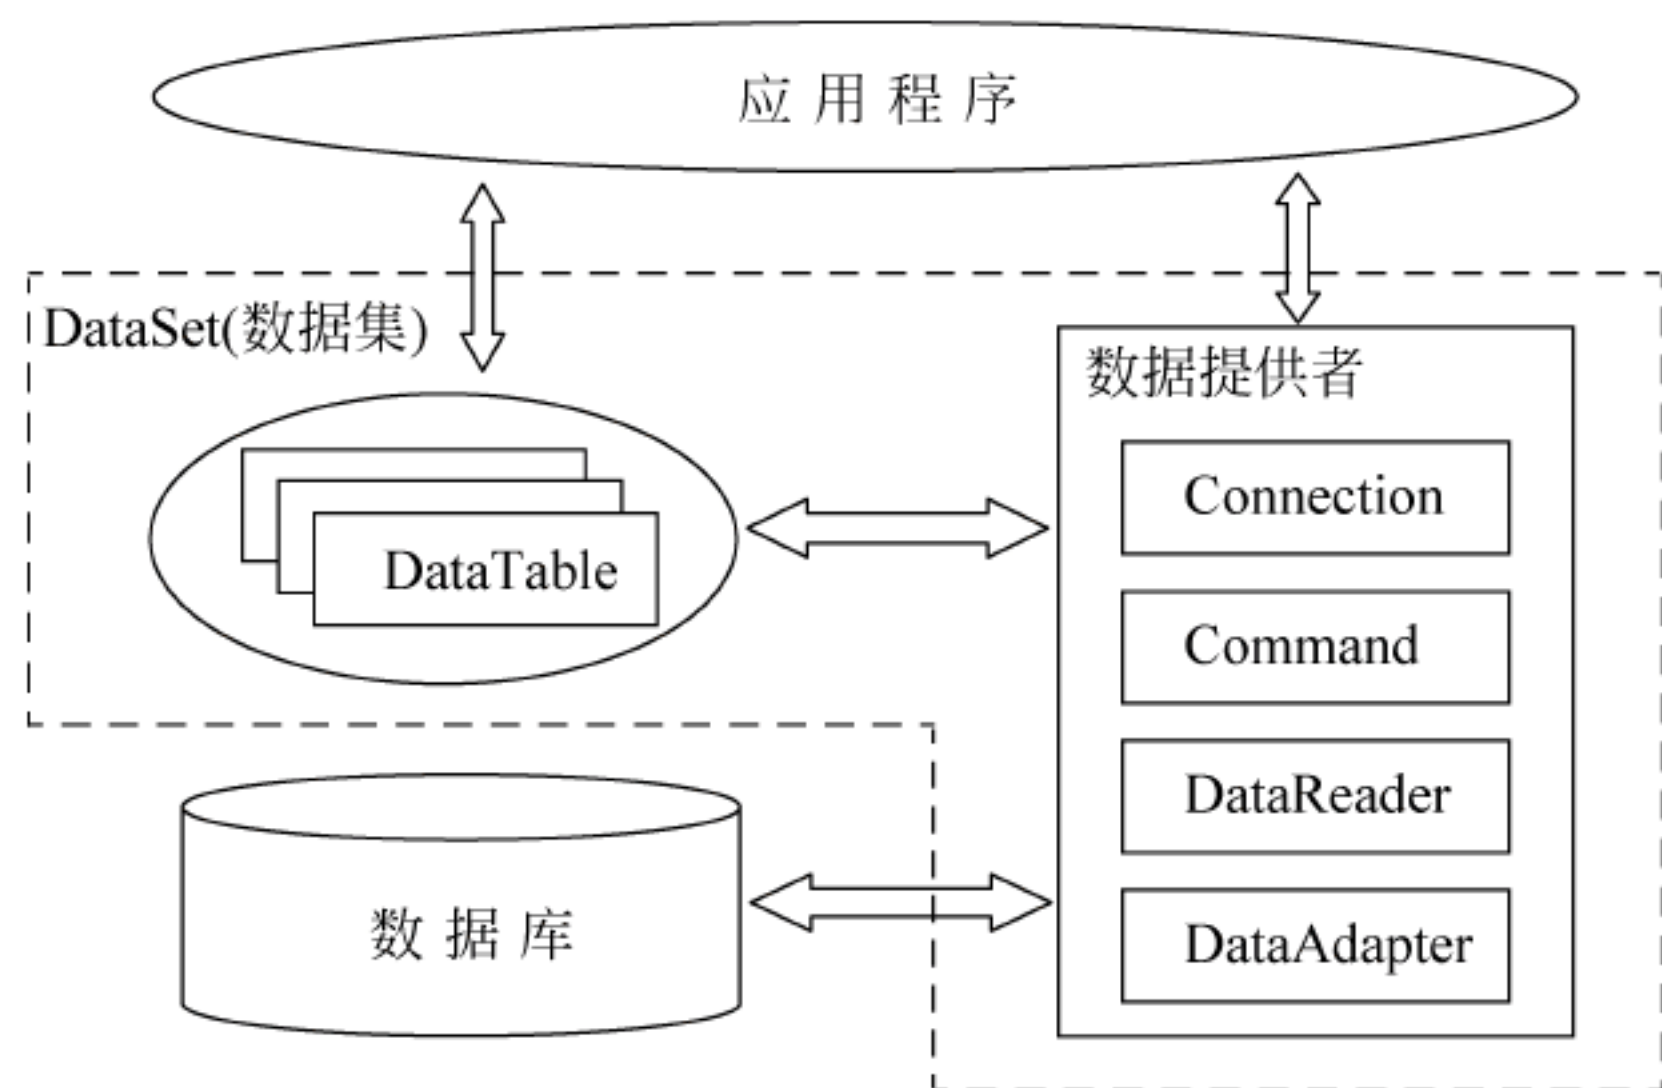 应用程序
DataSet(数据集)
DataTable
数据提供者
Connection
Command
DataReader
DataAdapter
数据库